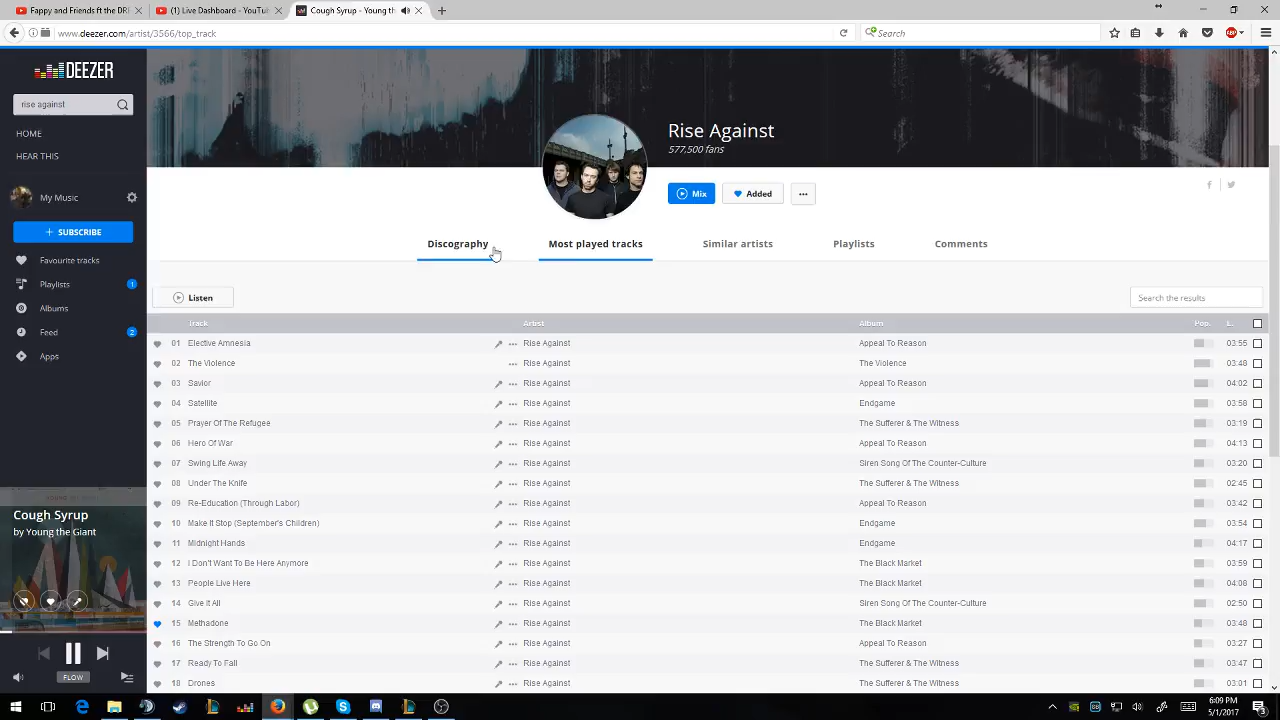 Fappy and Friends fit the DR
(1) Live Dashboard - YouTub
Cough Syrup - Young th
www.deezer.com/artist/3566/top_track
Search
DEEZER
rise against
HOME
HEAR THIS
My Music
+ SUBSCRIBE
Favourite tracks
Playlists 1
Albums
Feed 2
Apps
Cough Syrup
by Young the Giant
FLOW
Rise Against
577,500 fans
Mix
Added
...
Discography
Most played tracks
Similar artists
Playlists
Comments
Listen
Search the results
Track Artist Album Pop. L.
01 Elective Amnesia Rise Against Appeal To Reason 03:56
02 The Violence Rise Against The Violence 03:48
03 Savior Rise Against Appeal To Reason 04:02
04 Satellite Rise Against Endgame 03:58
05 Prayer Of The Refugee Rise Against The Sufferer & The Witness 03:19
06 Hero Of War Rise Against Appeal To Reason 04:13
07 Swing Life Away Rise Against Siren Song Of The Counter-Culture 03:20
08 Under The Knife Rise Against The Sufferer & The Witness 02:45
09 Re-Education (Through Labor) Rise Against Appeal To Reason 03:42
10 Make It Stop (September's Children) Rise Against Endgame 03:54
11 Midnight Hands Rise Against Endgame 04:17
12 I Don't Want To Be Here Anymore Rise Against The Black Market 03:59
13 People Live Here Rise Against The Black Market 04:08
14 Give It All Rise Against Siren Song Of The Counter-Culture 02:50
15 Methadone Rise Against The Black Market 03:48
16 The Strength To Go On Rise Against Appeal To Reason 03:27
17 Ready To Fall Rise Against The Sufferer & The Witness 03:47
18 Drones Rise Against The Sufferer & The Witness 03:01
6:09 PM
5/1/2017